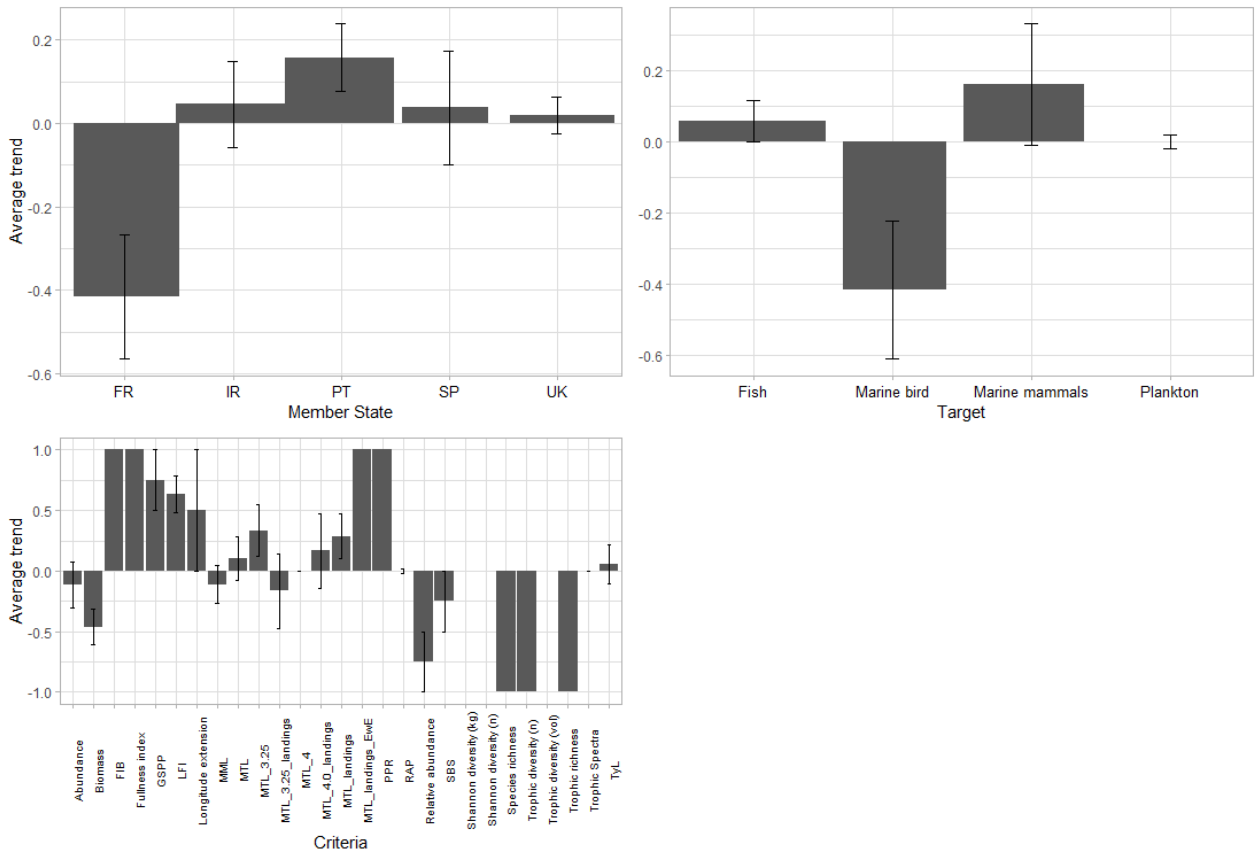 Average trend
0.2
0.0
-0.2
-0.4
-0.6
FR IR PT SP UK
Member State
0.2
0.0
-0.2
-0.4
-0.6
Fish Marine bird Marine mammals Plankton
Target
Average trend
1.0
0.5
0.0
-0.5
-1.0
Abundance
Biomass
FIB
Fullness index
GSPP
LFI
Longitude extension
MML
MTL
MTL_3.25
MTL_3.25_landings
MTL_4
MTL_4.0_landings
MTL_landings
MTL_landings_EwE
PPR
RAP
Relative abundance
SBS
Shannon diversity (kg)
Shannon diversity (n)
Species richness
Trophic diversity (n)
Trophic diversity (vol)
Trophic richness
Trophic Spectra
TyL
Criteria